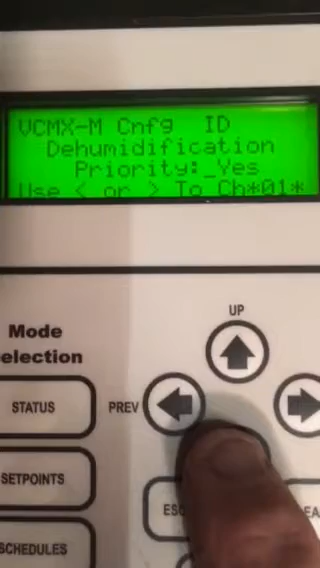 VCMX-M Cnfg ID
Dehumidification
Priority:_Yes
Use < or > To Ch*01*
UP
Mode
election
STATUS
PREV
SETPOINTS
ESC
SCHEDULES